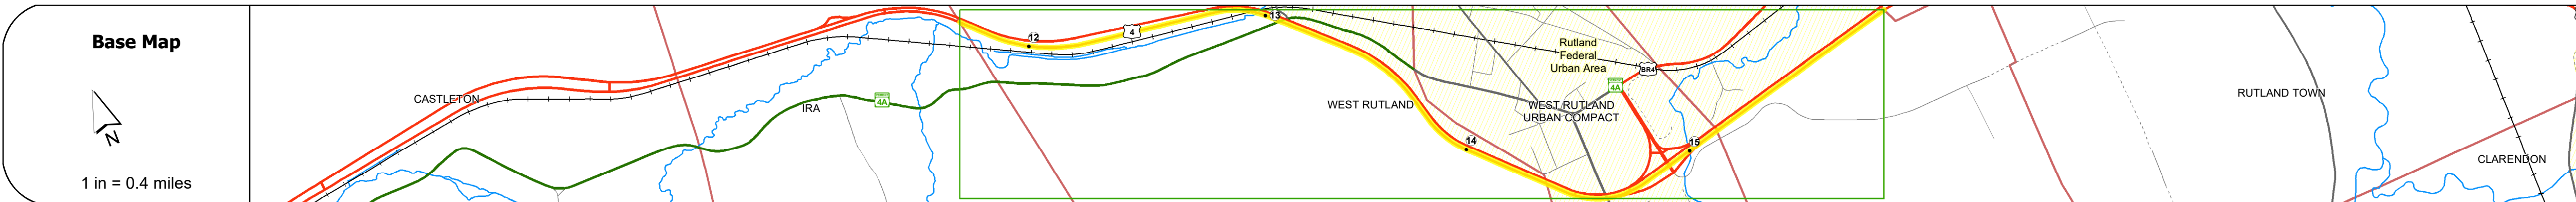 Base Map
N
1 in = 0.4 miles
CASTLETON
IRA
4A
12
4
13
WEST RUTLAND
14
Rutland
Federal
Urban Area
BR4
4A
WEST RUTLAND
URBAN COMPACT
15
RUTLAND TOWN
CLARENDON